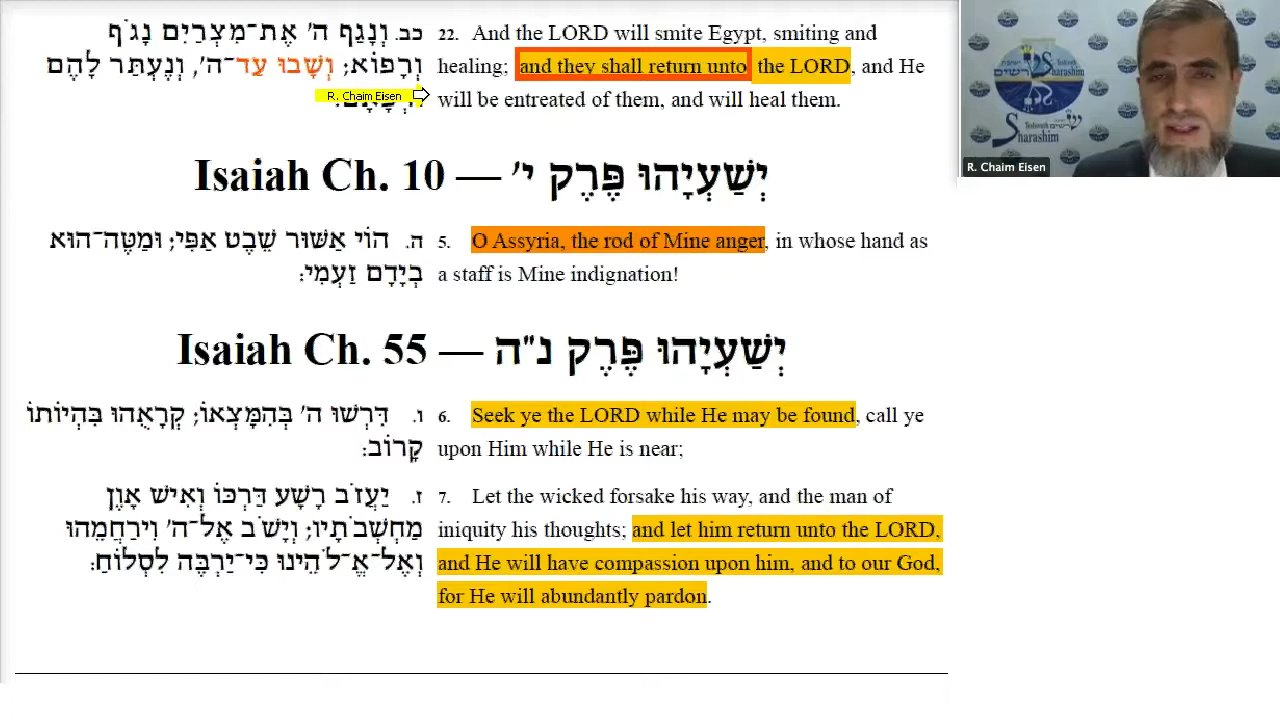 כב. וְנָגַף ה׳ אֶת־מִצְרַיִם נָגֹף
וְרָפוֹא; וְשָׁבוּ עַד־ה׳, וְנֶעְתַּר לָהֶם
R. Chaim Eisen
22. And the LORD will smite Egypt, smiting and
healing; and they shall return unto the LORD, and He
will be entreated of them, and will heal them.
Isaiah Ch. 10 — יְשַׁעְיָהוּ פֶּרֶק י׳
ה. הוֹי אַשּׁוּר שֵׁבֶט אַפִּי; וּמַטֶּה־הוּא
בְיָדָם זַעְמִי:
5. O Assyria, the rod of Mine anger, in whose hand as
a staff is Mine indignation!
Isaiah Ch. 55 — יְשַׁעְיָהוּ פֶּרֶק נ״ה
ו. דִּרְשׁוּ ה׳ בְּהִמָּצְאוֹ; קְרָאֻהוּ בִּהְיוֹתוֹ
קָרוֹב:
6. Seek ye the LORD while He may be found, call ye
upon Him while He is near;
ז. יַעֲזֹב רָשָׁע דַּרְכּוֹ וְאִישׁ אָוֶן
מַחְשְׁבֹתָיו; וְיָשֹׁב אֶל־ה׳ וִירַחֲמֵהוּ
וְאֶל־אֱ־לֹהֵינוּ כִּי־יַרְבֶּה לִסְלוֹחַ:
7. Let the wicked forsake his way, and the man of
iniquity his thoughts; and let him return unto the LORD,
and He will have compassion upon him, and to our God,
for He will abundantly pardon.
Sharashim
R. Chaim Eisen